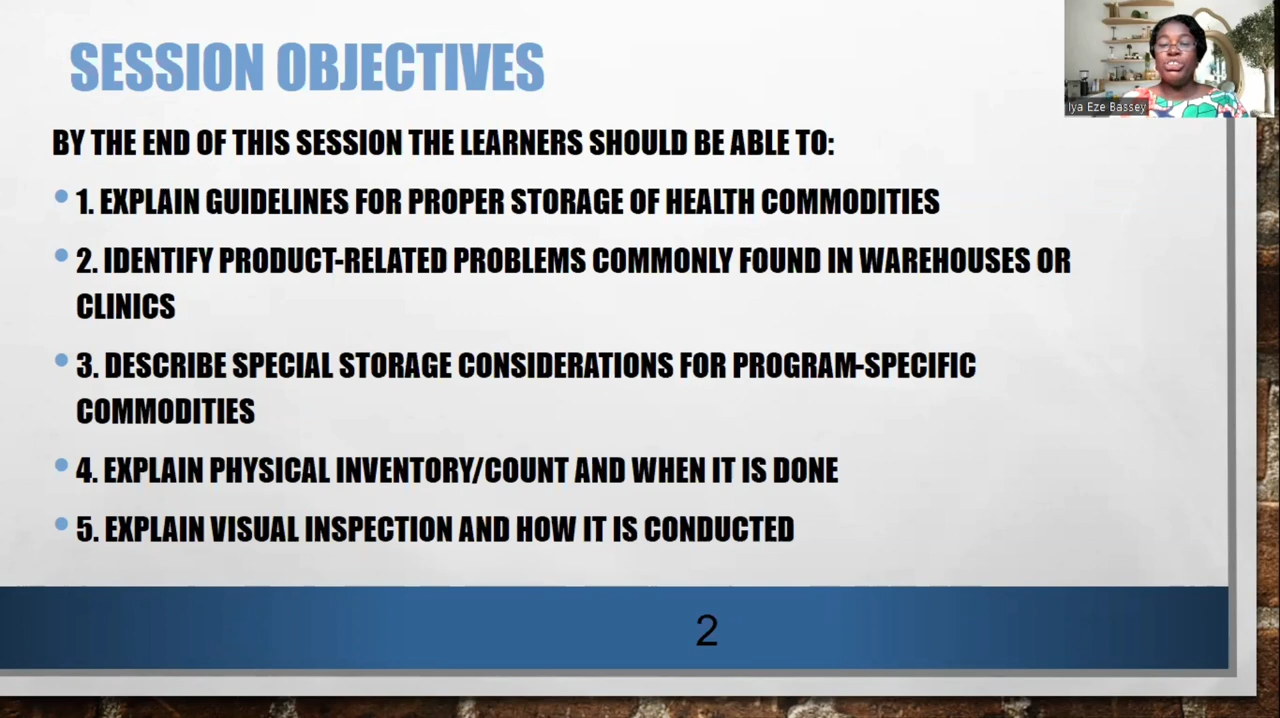 SESSION OBJECTIVES
BY THE END OF THIS SESSION THE LEARNERS SHOULD BE ABLE TO:
• 1. EXPLAIN GUIDELINES FOR PROPER STORAGE OF HEALTH COMMODITIES
• 2. IDENTIFY PRODUCT-RELATED PROBLEMS COMMONLY FOUND IN WAREHOUSES OR
CLINICS
• 3. DESCRIBE SPECIAL STORAGE CONSIDERATIONS FOR PROGRAM-SPECIFIC
COMMODITIES
• 4. EXPLAIN PHYSICAL INVENTORY/COUNT AND WHEN IT IS DONE
• 5. EXPLAIN VISUAL INSPECTION AND HOW IT IS CONDUCTED
2
Iya Eze Bassey